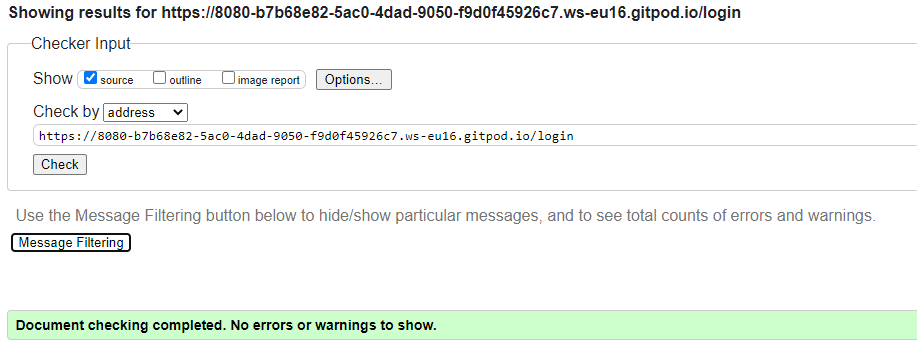 Showing results for https://8080-b7b68e82-5ac0-4dad-9050-f9d0f45926c7.ws-eu16.gitpod.io/login
Checker Input
Show source outline image report Options...
Check by address
https://8080-b7b68e82-5ac0-4dad-9050-f9d0f45926c7.ws-eu16.gitpod.io/login
Check
Use the Message Filtering button below to hide/show particular messages, and to see total counts of errors and warnings.
Message Filtering
Document checking completed. No errors or warnings to show.